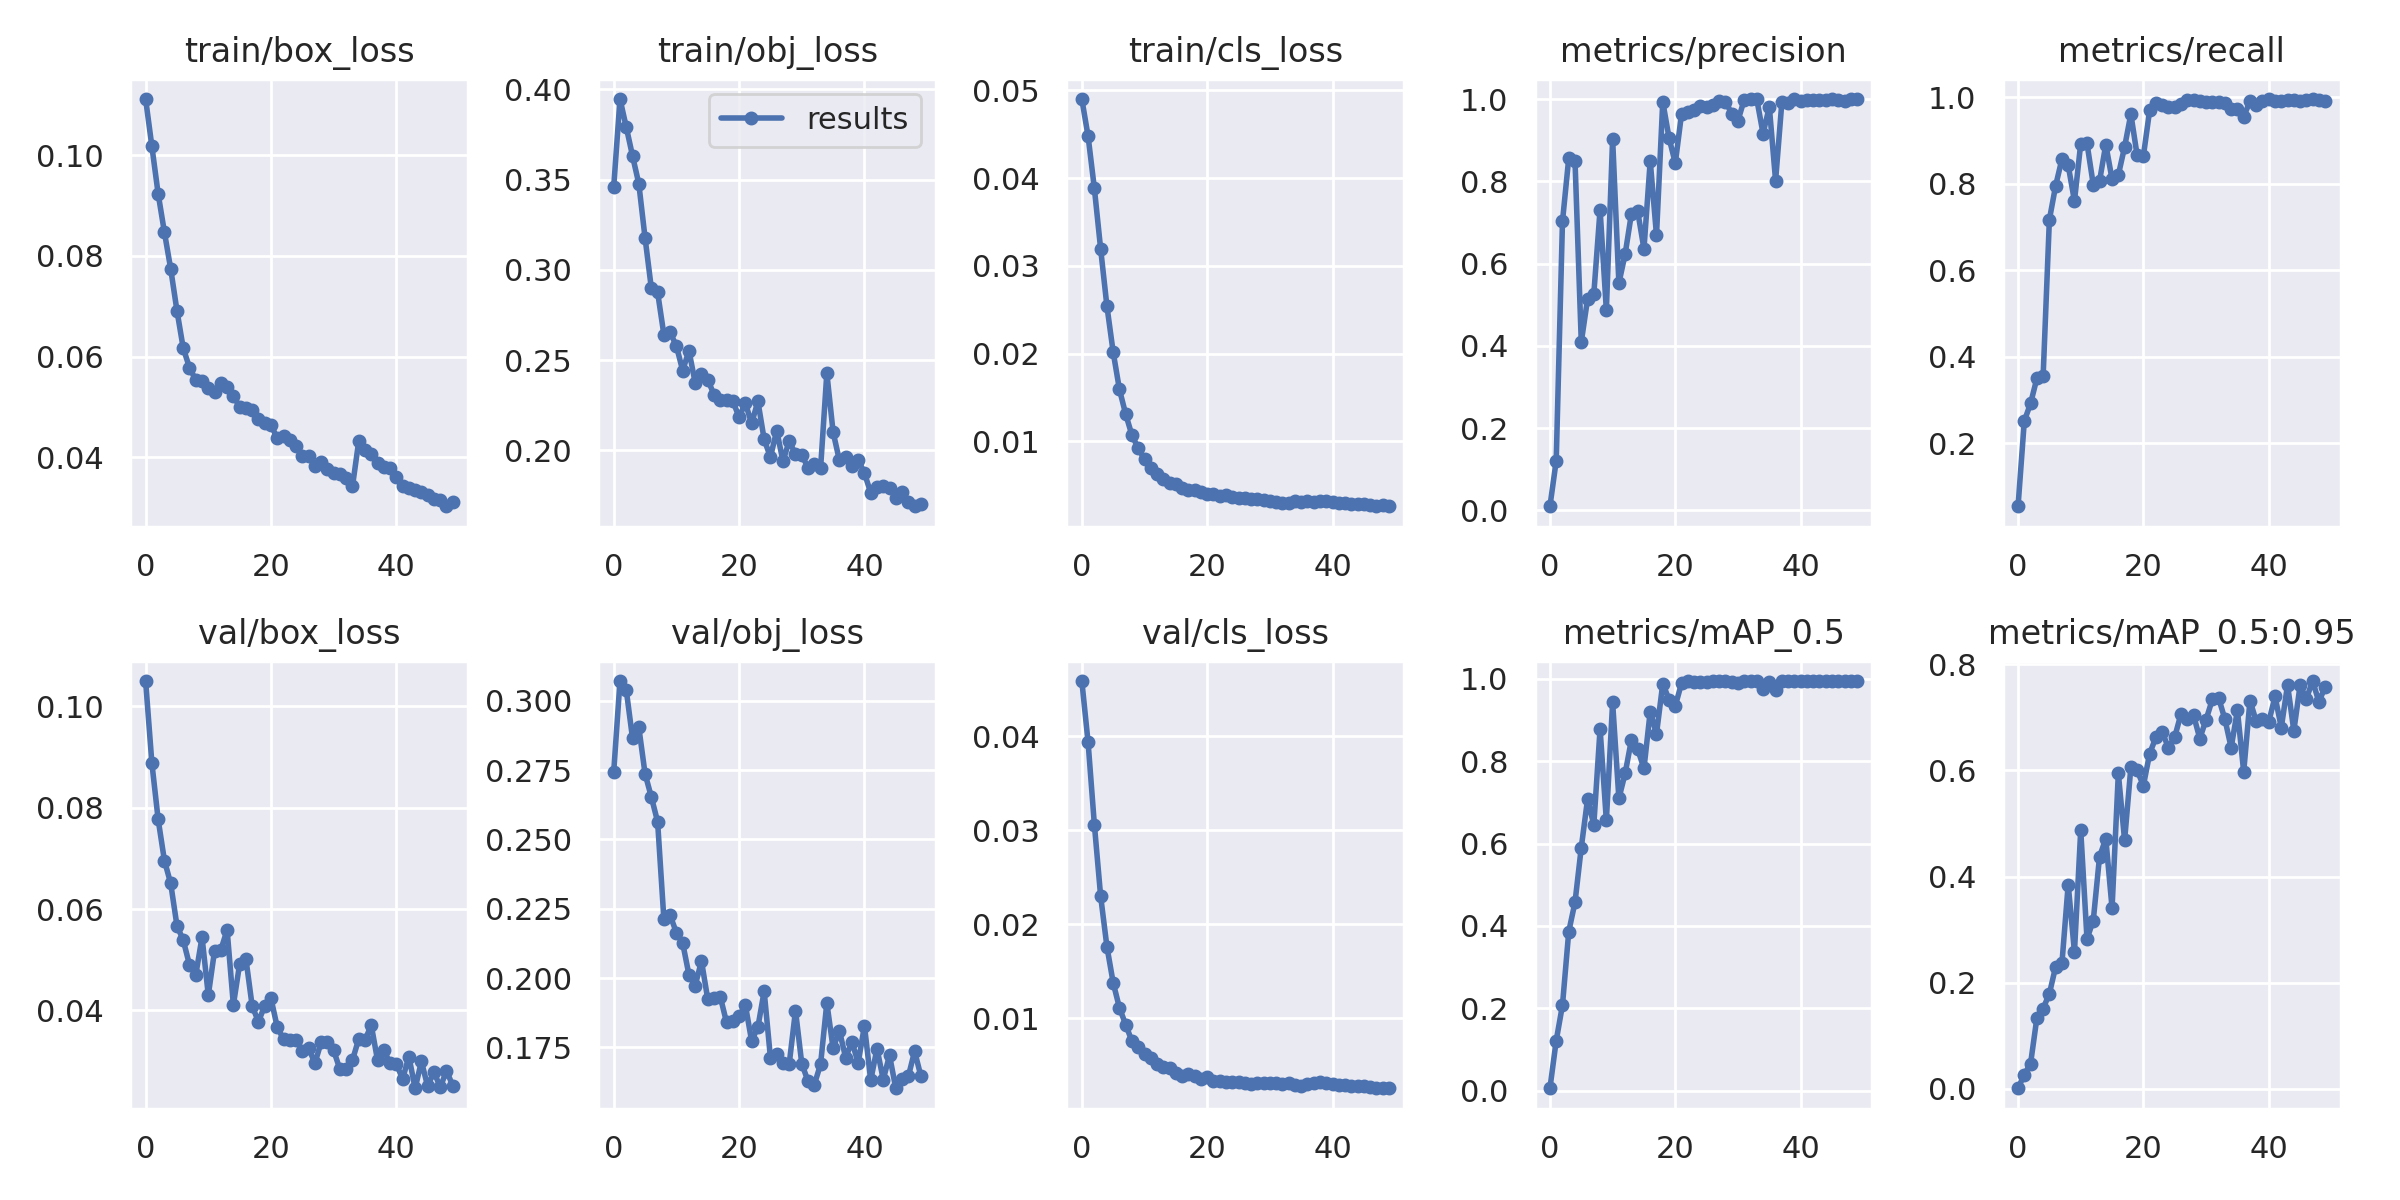 train/box_loss
0.10
0.08
0.06
0.04
0 20 40
train/obj_loss
results
0.40
0.35
0.30
0.25
0.20
0 20 40
train/cls_loss
0.05
0.04
0.03
0.02
0.01
0 20 40
metrics/precision
1.0
0.8
0.6
0.4
0.2
0.0
0 20 40
metrics/recall
1.0
0.8
0.6
0.4
0.2
0 20 40
val/box_loss
0.10
0.08
0.06
0.04
0 20 40
val/obj_loss
0.300
0.275
0.250
0.225
0.200
0.175
0 20 40
val/cls_loss
0.04
0.03
0.02
0.01
0 20 40
metrics/mAP_0.5
1.0
0.8
0.6
0.4
0.2
0.0
0 20 40
metrics/mAP_0.5:0.95
0.8
0.6
0.4
0.2
0.0
0 20 40